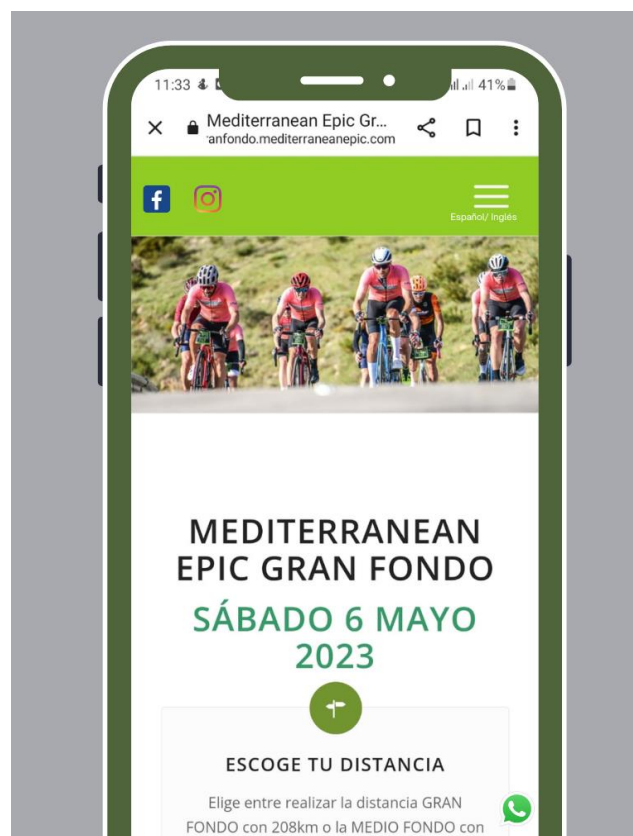 11:33
41%
Mediterranean Epic Gr...
ranfondo.mediterraneanepic.com
Español/ Inglés
MEDITERRANEAN
EPIC GRAN FONDO
SÁBADO 6 MAYO
2023
ESCOGE TU DISTANCIA
Elige entre realizar la distancia GRAN
FONDO con 208km o la MEDIO FONDO con